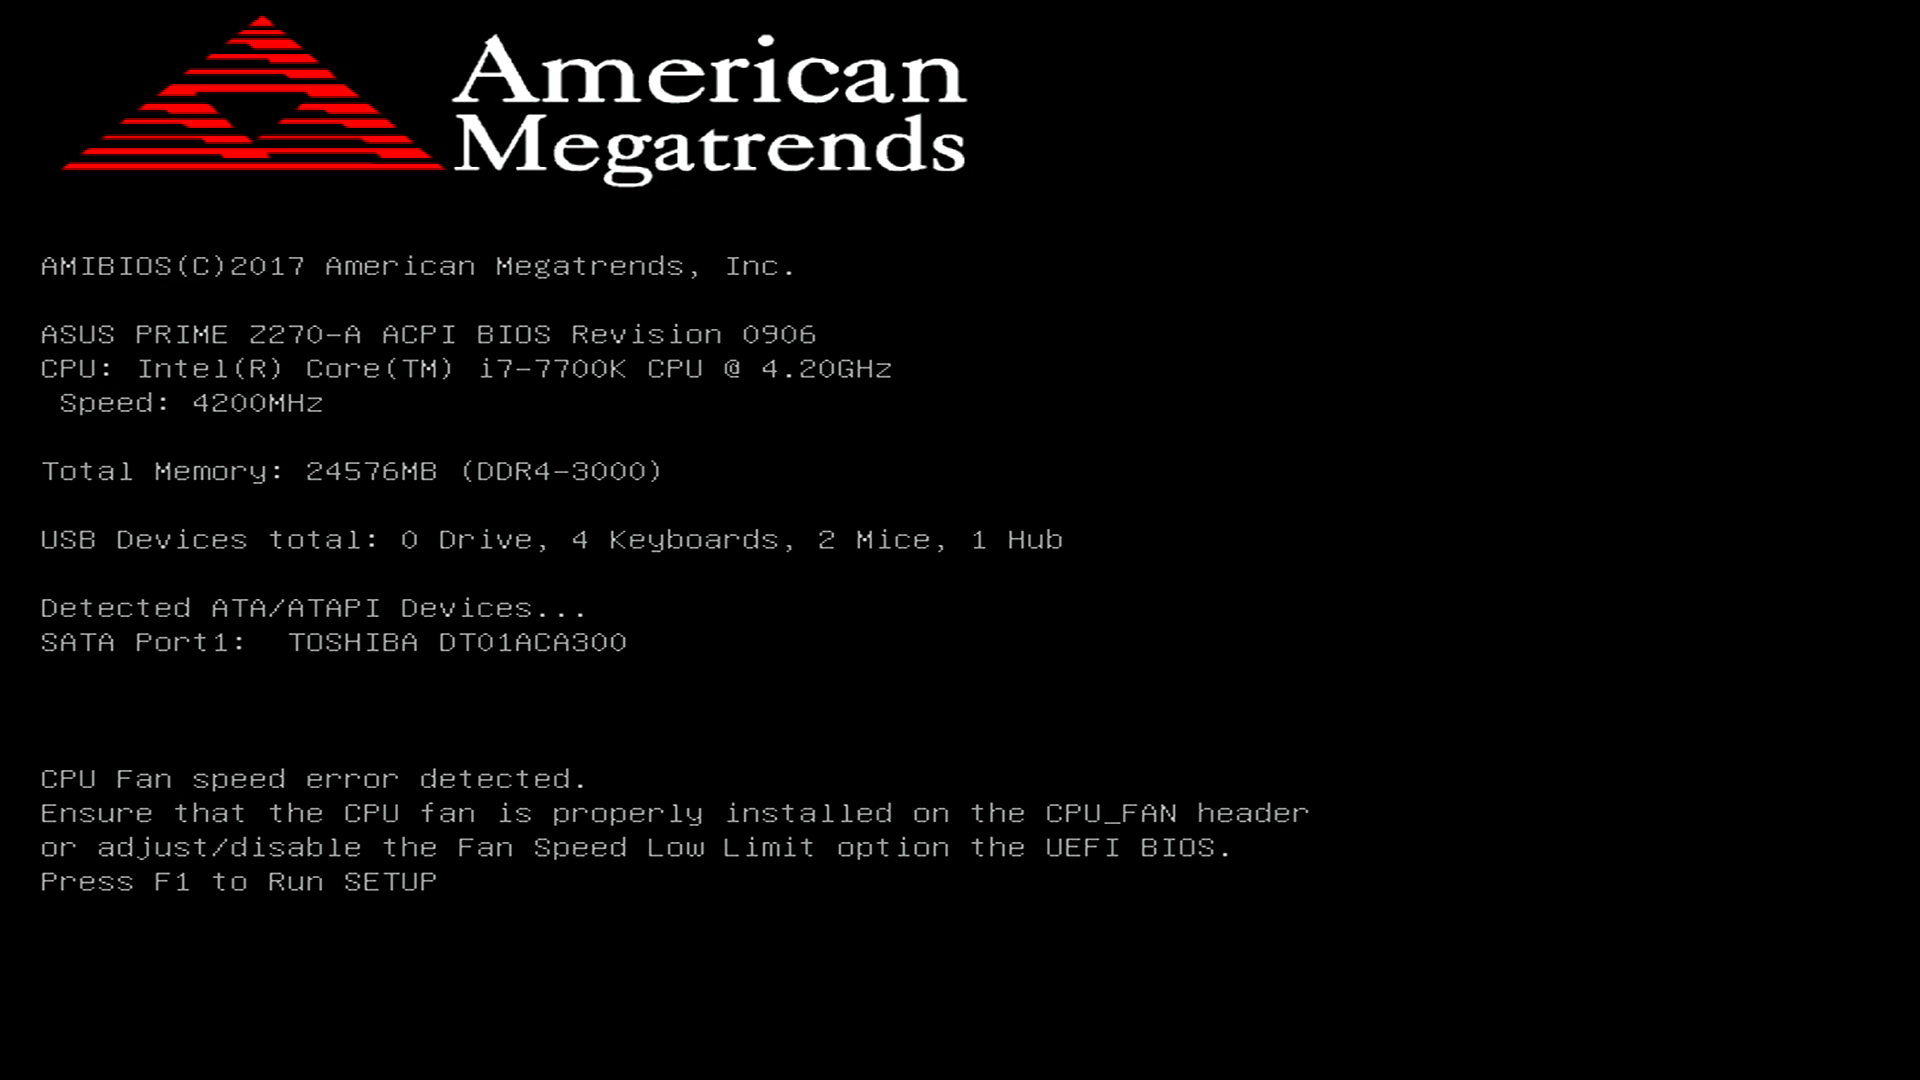 American
Megatrends
AMIBIOS(C)2017 American Megatrends, Inc.
ASUS PRIME Z270-A ACPI BIOS Revision 0906
CPU: Intel(R) Core(TM) i7-7700K CPU @ 4.20GHz
Speed: 4200MHz
Total Memory: 24576MB (DDR4-3000)
USB Devices total: 0 Drive, 4 Keyboards, 2 Mice, 1 Hub
Detected ATA/ATAPI Devices...
SATA Port1: TOSHIBA DT01ACA300
CPU Fan speed error detected.
Ensure that the CPU fan is properly installed on the CPU_FAN header
or adjust/disable the Fan Speed Low Limit option the UEFI BIOS.
Press F1 to Run SETUP